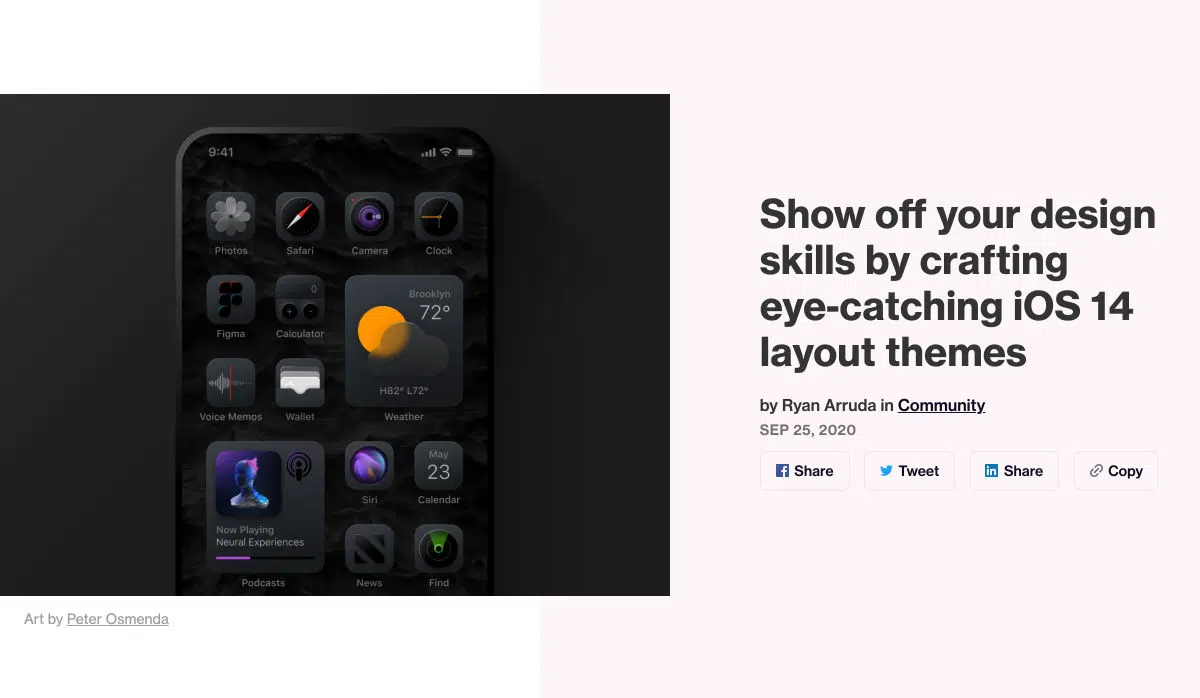 9:41
Photos
Safari
Camera
Clock
Figma
0
Calculator
Brooklyn
72°
H82° L72°
Weather
Voice Memos
Wallet
Now Playing
Neural Experiences
Podcasts
Siri
May
23
Calendar
News
Find
Art by Peter Osmenda
Show off your design
skills by crafting
eye-catching iOS 14
layout themes
by Ryan Arruda in Community
SEP 25, 2020
Share
Tweet
Share
Copy